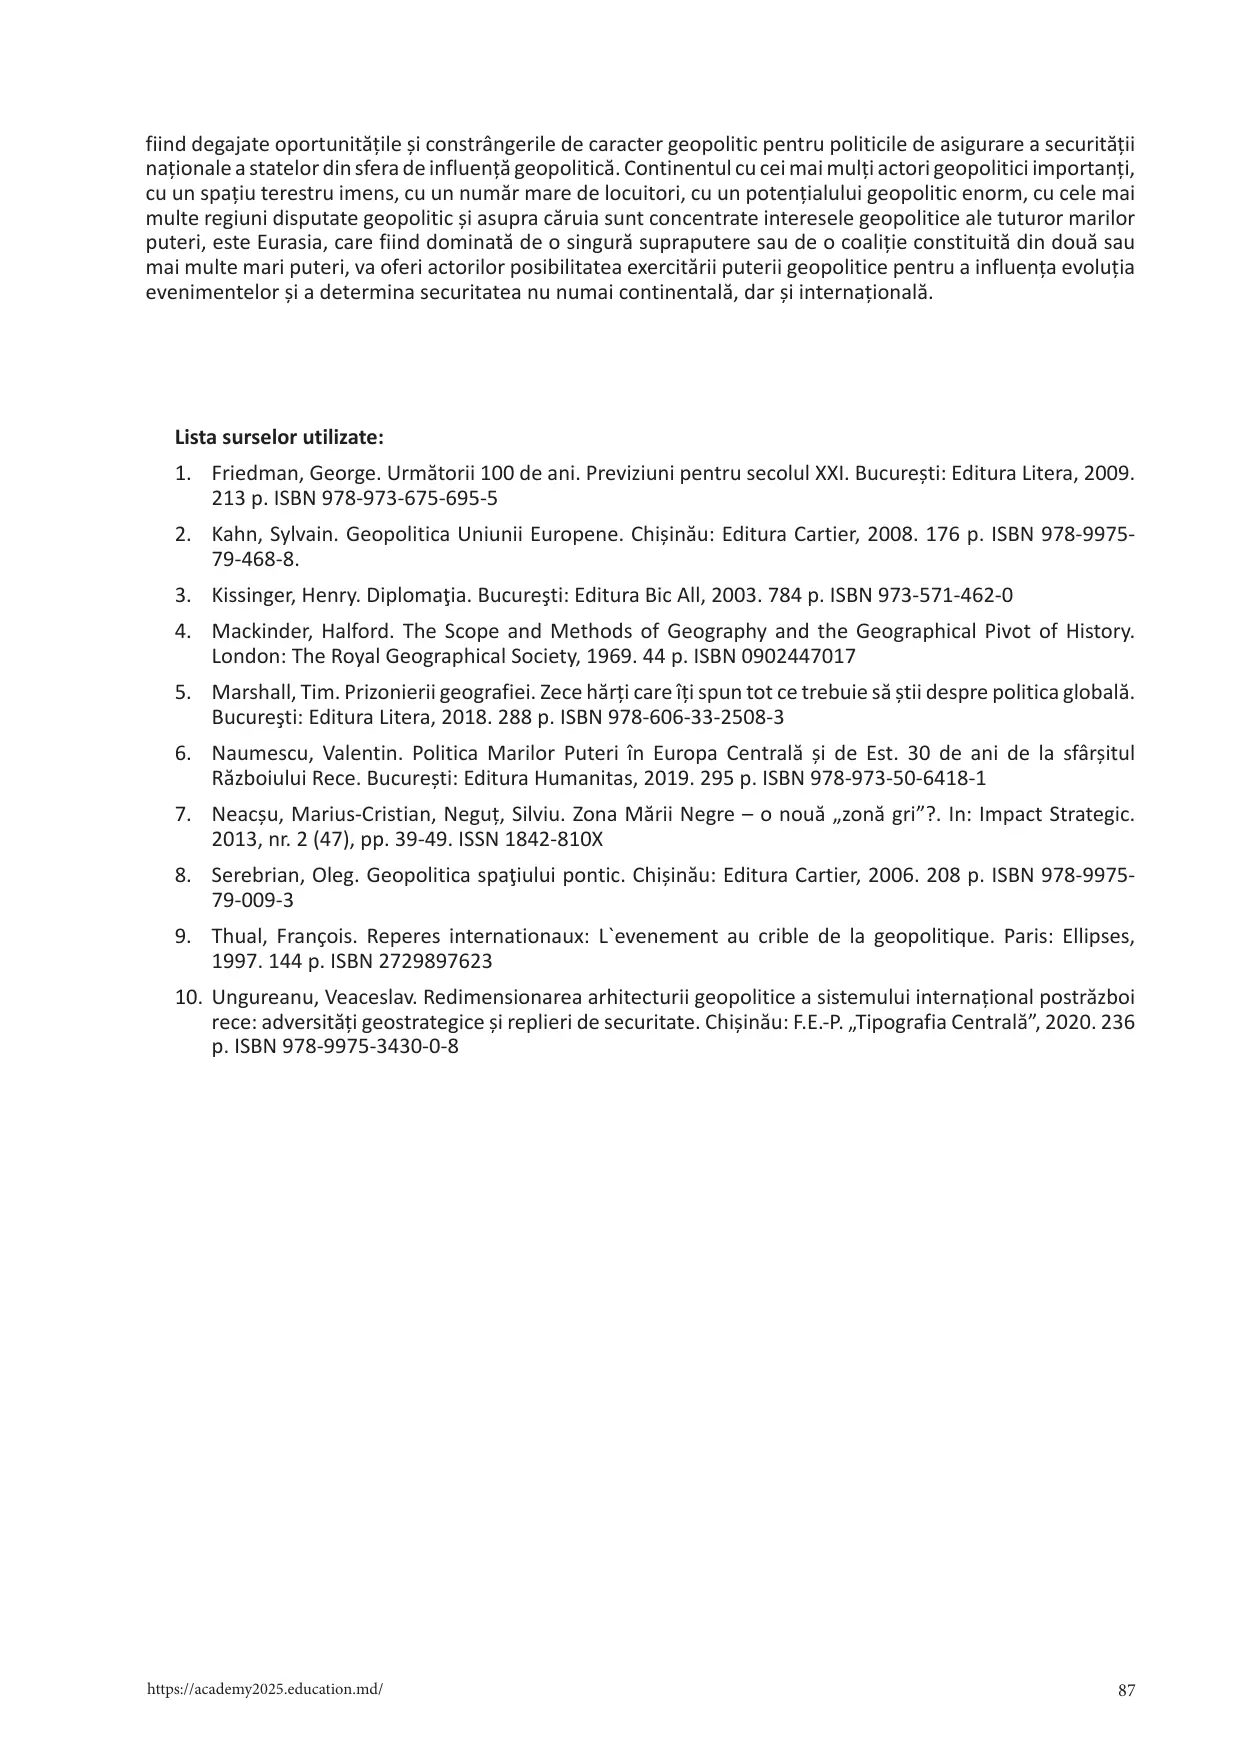 fiind degajate oportunitățile și constrângerile de caracter geopolitic pentru politicile de asigurare a securității
naționale a statelor din sfera de influență geopolitică. Continentul cu cei mai mulți actori geopolitici importanți,
cu un spațiu terestru imens, cu un număr mare de locuitori, cu un potențialului geopolitic enorm, cu cele mai
multe regiuni disputate geopolitic și asupra căruia sunt concentrate interesele geopolitice ale tuturor marilor
puteri, este Eurasia, care fiind dominată de o singură supraputere sau de o coaliție constituită din două sau
mai multe mari puteri, va oferi actorilor posibilitatea exercitării puterii geopolitice pentru a influența evoluția
evenimentelor și a determina securitatea nu numai continentală, dar și internațională.
Lista surselor utilizate:
1. Friedman, George. Următorii 100 de ani. Previziuni pentru secolul XXI. București: Editura Litera, 2009.
213 p. ISBN 978-973-675-695-5
2. Kahn, Sylvain. Geopolitica Uniunii Europene. Chișinău: Editura Cartier, 2008. 176 p. ISBN 978-9975-
79-468-8.
3. Kissinger, Henry. Diplomaţia. Bucureşti: Editura Bic All, 2003. 784 p. ISBN 973-571-462-0
4. Mackinder, Halford. The Scope and Methods of Geography and the Geographical Pivot of History.
London: The Royal Geographical Society, 1969. 44 p. ISBN 0902447017
5. Marshall, Tim. Prizonierii geografiei. Zece hărți care îți spun tot ce trebuie să știi despre politica globală.
Bucureşti: Editura Litera, 2018. 288 p. ISBN 978-606-33-2508-3
6. Naumescu, Valentin. Politica Marilor Puteri în Europa Centrală și de Est. 30 de ani de la sfârșitul
Războiului Rece. București: Editura Humanitas, 2019. 295 p. ISBN 978-973-50-6418-1
7. Neacșu, Marius-Cristian, Neguț, Silviu. Zona Mării Negre – o nouă „zonă gri”?. In: Impact Strategic.
2013, nr. 2 (47), pp. 39-49. ISSN 1842-810X
8. Serebrian, Oleg. Geopolitica spaţiului pontic. Chișinău: Editura Cartier, 2006. 208 p. ISBN 978-9975-
79-009-3
9. Thual, François. Reperes internationaux: L`evenement au crible de la geopolitique. Paris: Ellipses,
1997. 144 p. ISBN 2729897623
10. Ungureanu, Veaceslav. Redimensionarea arhitecturii geopolitice a sistemului internațional postrăzboi
rece: adversități geostrategice și replieri de securitate. Chișinău: F.E.-P. „Tipografia Centrală”, 2020. 236
p. ISBN 978-9975-3430-0-8
https://academy2025.education.md/
87